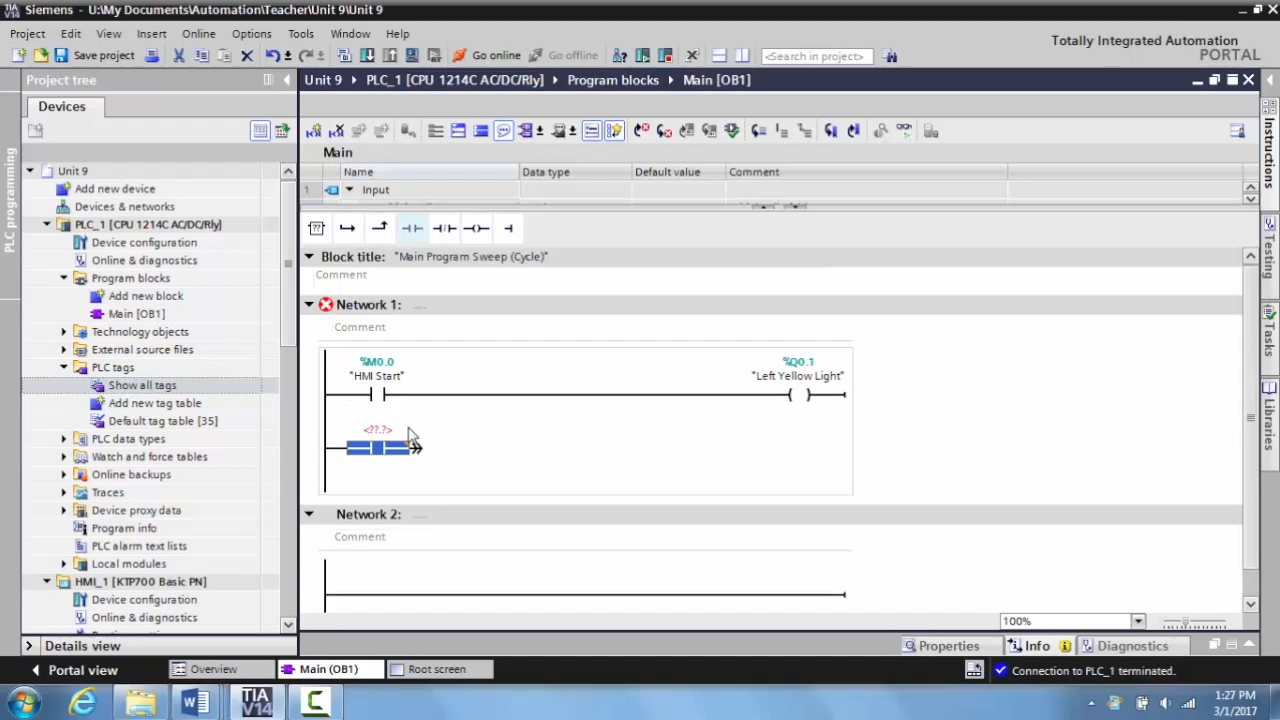 TIA V14 Siemens - U:\My Documents\Automation\Teacher\Unit 9\Unit 9
Project Edit View Insert Online Options Tools Window Help
Totally Integrated Automation
PORTAL
Save project Go online Go offline <Search in project>
Project tree
Unit 9 PLC_1 [CPU 1214C AC/DC/Rly] Program blocks Main [OB1]
Devices
PLC programming
Unit 9
Add new device
Devices & networks
PLC_1 [CPU 1214C AC/DC/Rly]
Device configuration
Online & diagnostics
Program blocks
Add new block
Main [OB1]
Technology objects
External source files
PLC tags
Show all tags
Add new tag table
Default tag table [35]
PLC data types
Watch and force tables
Online backups
Traces
Device proxy data
Program info
PLC alarm text lists
Local modules
HMI_1 [KTP700 Basic PN]
Device configuration
Online & diagnostics
Details view
Main
Name Data type Default value Comment
1 Input
??
Block title: "Main Program Sweep (Cycle)"
Comment
Network 1: .....
Comment
%M0.0 %Q0.1
"HMI Start" "Left Yellow Light"
<??.?>
Network 2: .....
Comment
100%
Instructions
Testing
Tasks
Libraries
Properties Info Diagnostics
Portal view Overview Main (OB1) Root screen Connection to PLC_1 terminated.
TIA V14
1:27 PM
3/1/2017